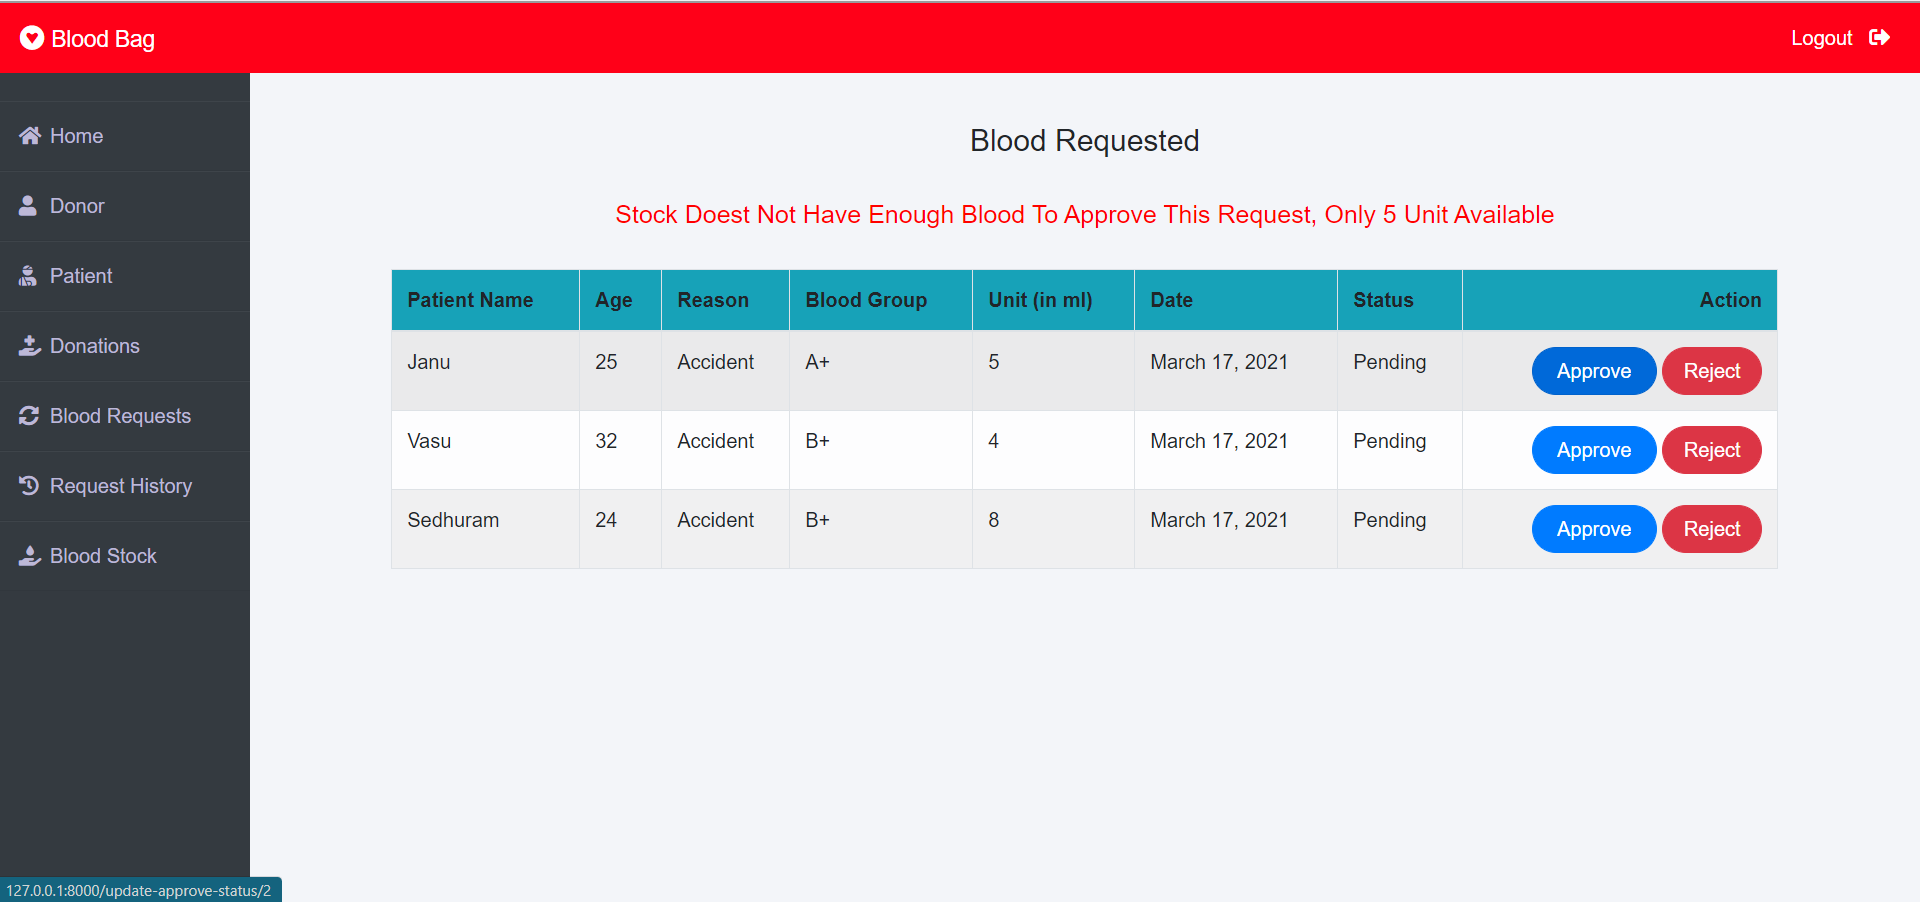 Blood Bag
Logout
Home
Donor
Patient
Donations
Blood Requests
Request History
Blood Stock
Blood Requested
Stock Doest Not Have Enough Blood To Approve This Request, Only 5 Unit Available
Patient Name Age Reason Blood Group Unit (in ml) Date Status Action
Janu 25 Accident A+ 5 March 17, 2021 Pending Approve Reject
Vasu 32 Accident B+ 4 March 17, 2021 Pending Approve Reject
Sedhuram 24 Accident B+ 8 March 17, 2021 Pending Approve Reject
127.0.0.1:8000/update-approve-status/2